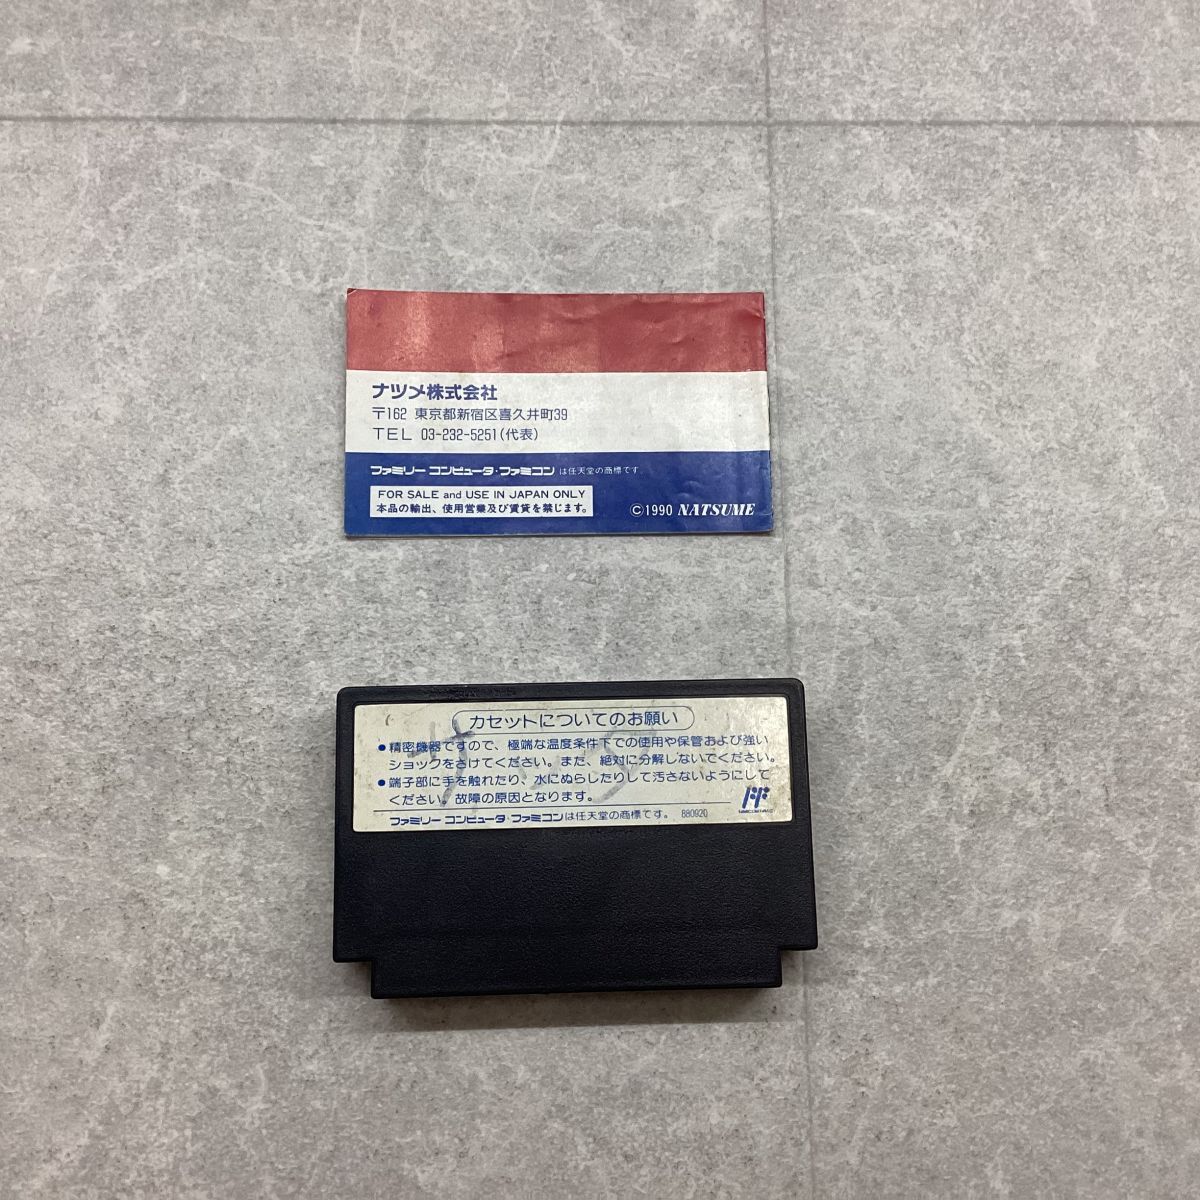 ナツメ株式会社
〒162 東京都新宿区喜久井町39
TEL 03-232-5251(代表)
ファミリーコンピュータ・ファミコンは任天堂の商標です。
FOR SALE and USE IN JAPAN ONLY
本品の輸出、使用営業及び賃貸を禁じます。
©1990 NATSUME
カセットについてのお願い
●精密機器ですので、極端な温度条件下での使用や保管および強い
ショックをさけてください。また、絶対に分解しないでください。
●端子部に手を触れたり、水にぬらしたりして汚さないようにして
ください。故障の原因となります。
ファミリーコンピュータ・ファミコンは任天堂の商標です。 880920